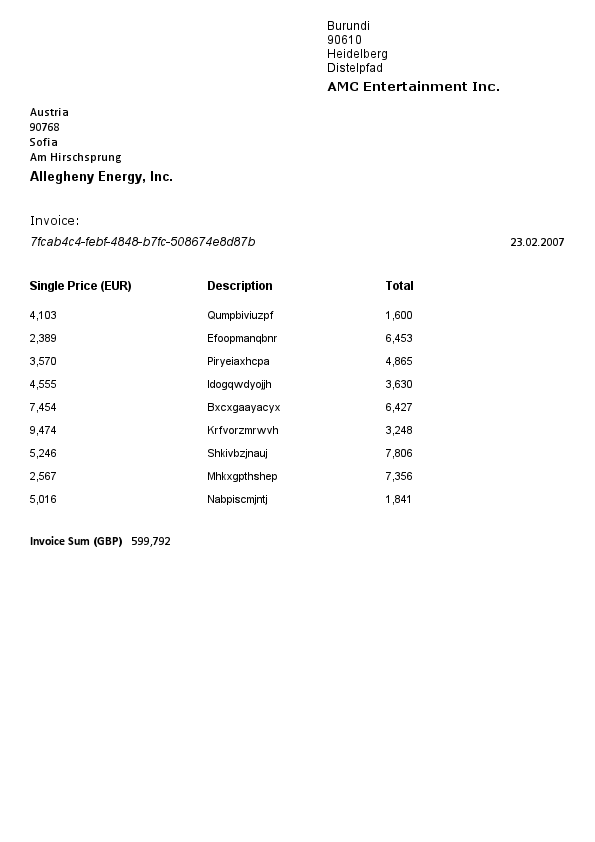 Burundi
90610
Heidelberg
Distelpfad
AMC Entertainment Inc.
Austria
90768
Sofia
Am Hirschsprung
Allegheny Energy, Inc.
Invoice:
7fcab4c4-febf-4848-b7fc-508674e8d87b 23.02.2007
Single Price (EUR) Description Total
4,103 Qumpbiviuzpf 1,600
2,389 Efoopmanqbnr 6,453
3,570 Piryeiaxhcpa 4,865
4,555 Idogqwdyojjh 3,630
7,454 Bxcxgaayacyx 6,427
9,474 Krfvorzmrwvh 3,248
5,246 Shkivbzjnauj 7,806
2,567 Mhkxgpthshep 7,356
5,016 Nabpiscmjntj 1,841
Invoice Sum (GBP) 599,792